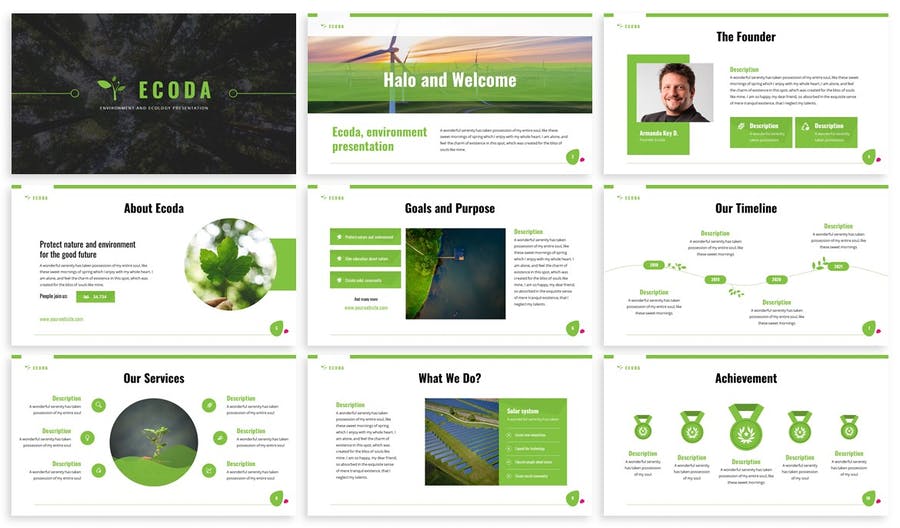 ECODA
ENVIRONMENT AND ECOLOGY PRESENTATION
ECODA
Halo and Welcome
Ecoda, environment
presentation
A wonderful serenity has taken possession of my entire soul, like these
sweet mornings of spring which I enjoy with my whole heart. I am alone, and feel
the charm of existence in this spot, which was created for the bliss of
souls like mine.
ECODA
The Founder
Armando Key D.
Description
A wonderful serenity has taken possession of my entire soul, like these
sweet mornings of spring which I enjoy with my whole heart. I am alone, and feel
the charm of existence in this spot, which was created for the bliss of souls
like mine. I am so happy, my dear friend, so absorbed in the exquisite sense
of mere tranquil existence, that I
neglect my talents.
Description
A wonderful serenity
has taken possession
Description
A wonderful serenity
has taken possession
ECODA
About Ecoda
Protect nature and environment
for the good future
A wonderful serenity has taken possession of my entire soul, like these
sweet mornings of spring which I enjoy with my whole heart. I
am alone, and feel the charm of existence in this spot, which was
created for the bliss of souls like mine.
People join us
34,734
www.yourwebsite.com
ECODA
Goals and Purpose
Protect nature and environment
Give education about nature
Create solid community
And many more
www.yourwebsite.com
Description
A wonderful serenity has taken
possession of my entire soul, like
these sweet mornings of spring
which I enjoy with my whole heart. I
am alone, and feel the charm of
existence in this spot, which was
created for the bliss of souls like
mine. I am so happy, my dear friend,
so absorbed in the exquisite sense
of mere tranquil existence, that I
neglect my talents.
ECODA
Our Timeline
2018
Description
A wonderful serenity has
taken possession of my entire soul, like
these sweet mornings
Description
A wonderful serenity has taken
possession of my entire soul, like these
sweet mornings.
2019
2020
Description
A wonderful serenity has taken
possession of my entire soul, like
these sweet mornings.
Description
A wonderful serenity has taken
possession of my entire soul, like
these sweet mornings.
2021
ECODA
Our Services
Description
A wonderful serenity has taken
possession of my entire soul
Description
A wonderful serenity has taken
possession of my entire soul
Description
A wonderful serenity has taken
possession of my entire soul
Description
A wonderful serenity has taken
possession of my entire soul
Description
A wonderful serenity has taken
possession of my entire soul
Description
A wonderful serenity has taken
possession of my entire soul
ECODA
What We Do?
Description
A wonderful serenity has taken
possession of my entire soul, like
these sweet mornings of spring
which I enjoy with my whole heart. I
am alone, and feel the charm of
existence in this spot, which was
created for the bliss of souls like
mine. I am so happy, my dear friend,
so absorbed in the exquisite sense
of mere tranquil existence, that I
neglect my talents.
Solar system
A wonderful serenity has taken
ECODA
Achievement
Description
A wonderful serenity
has taken possession
of my soul
Description
A wonderful serenity
has taken possession
of my soul
Description
A wonderful serenity
has taken possession
of my entire soul
Description
A wonderful serenity
has taken possession
of my soul
Description
A wonderful serenity
has taken possession
of my soul